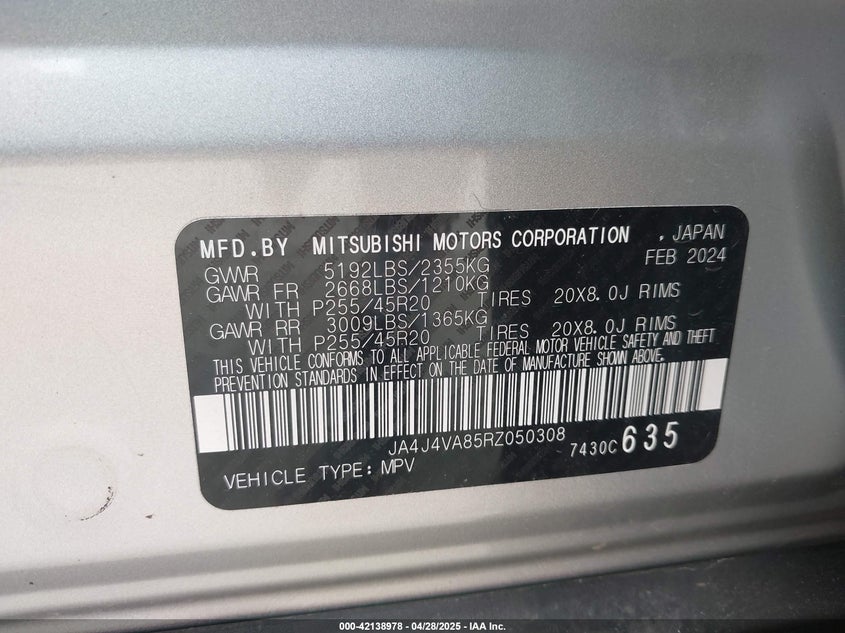 MFD.BY MITSUBISHI MOTORS CORPORATION , JAPAN
FEB 2024
GVWR 5192LBS/2355KG
GAWR FR 2668LBS/1210KG
WITH P255/45R20 TIRES 20X8.0J RIMS
GAWR RR 3009LBS/1365KG
WITH P255/45R20 TIRES 20X8.0J RIMS
THIS VEHICLE CONFORMS TO ALL APPLICABLE FEDERAL MOTOR VEHICLE SAFETY AND THEFT
PREVENTION STANDARDS IN EFFECT ON THE DATE OF MANUFACTURE SHOWN ABOVE.
JA4J4VA85RZ050308
7430C 635
VEHICLE TYPE: MPV
000-42138978 - 04/28/2025 - IAA Inc.